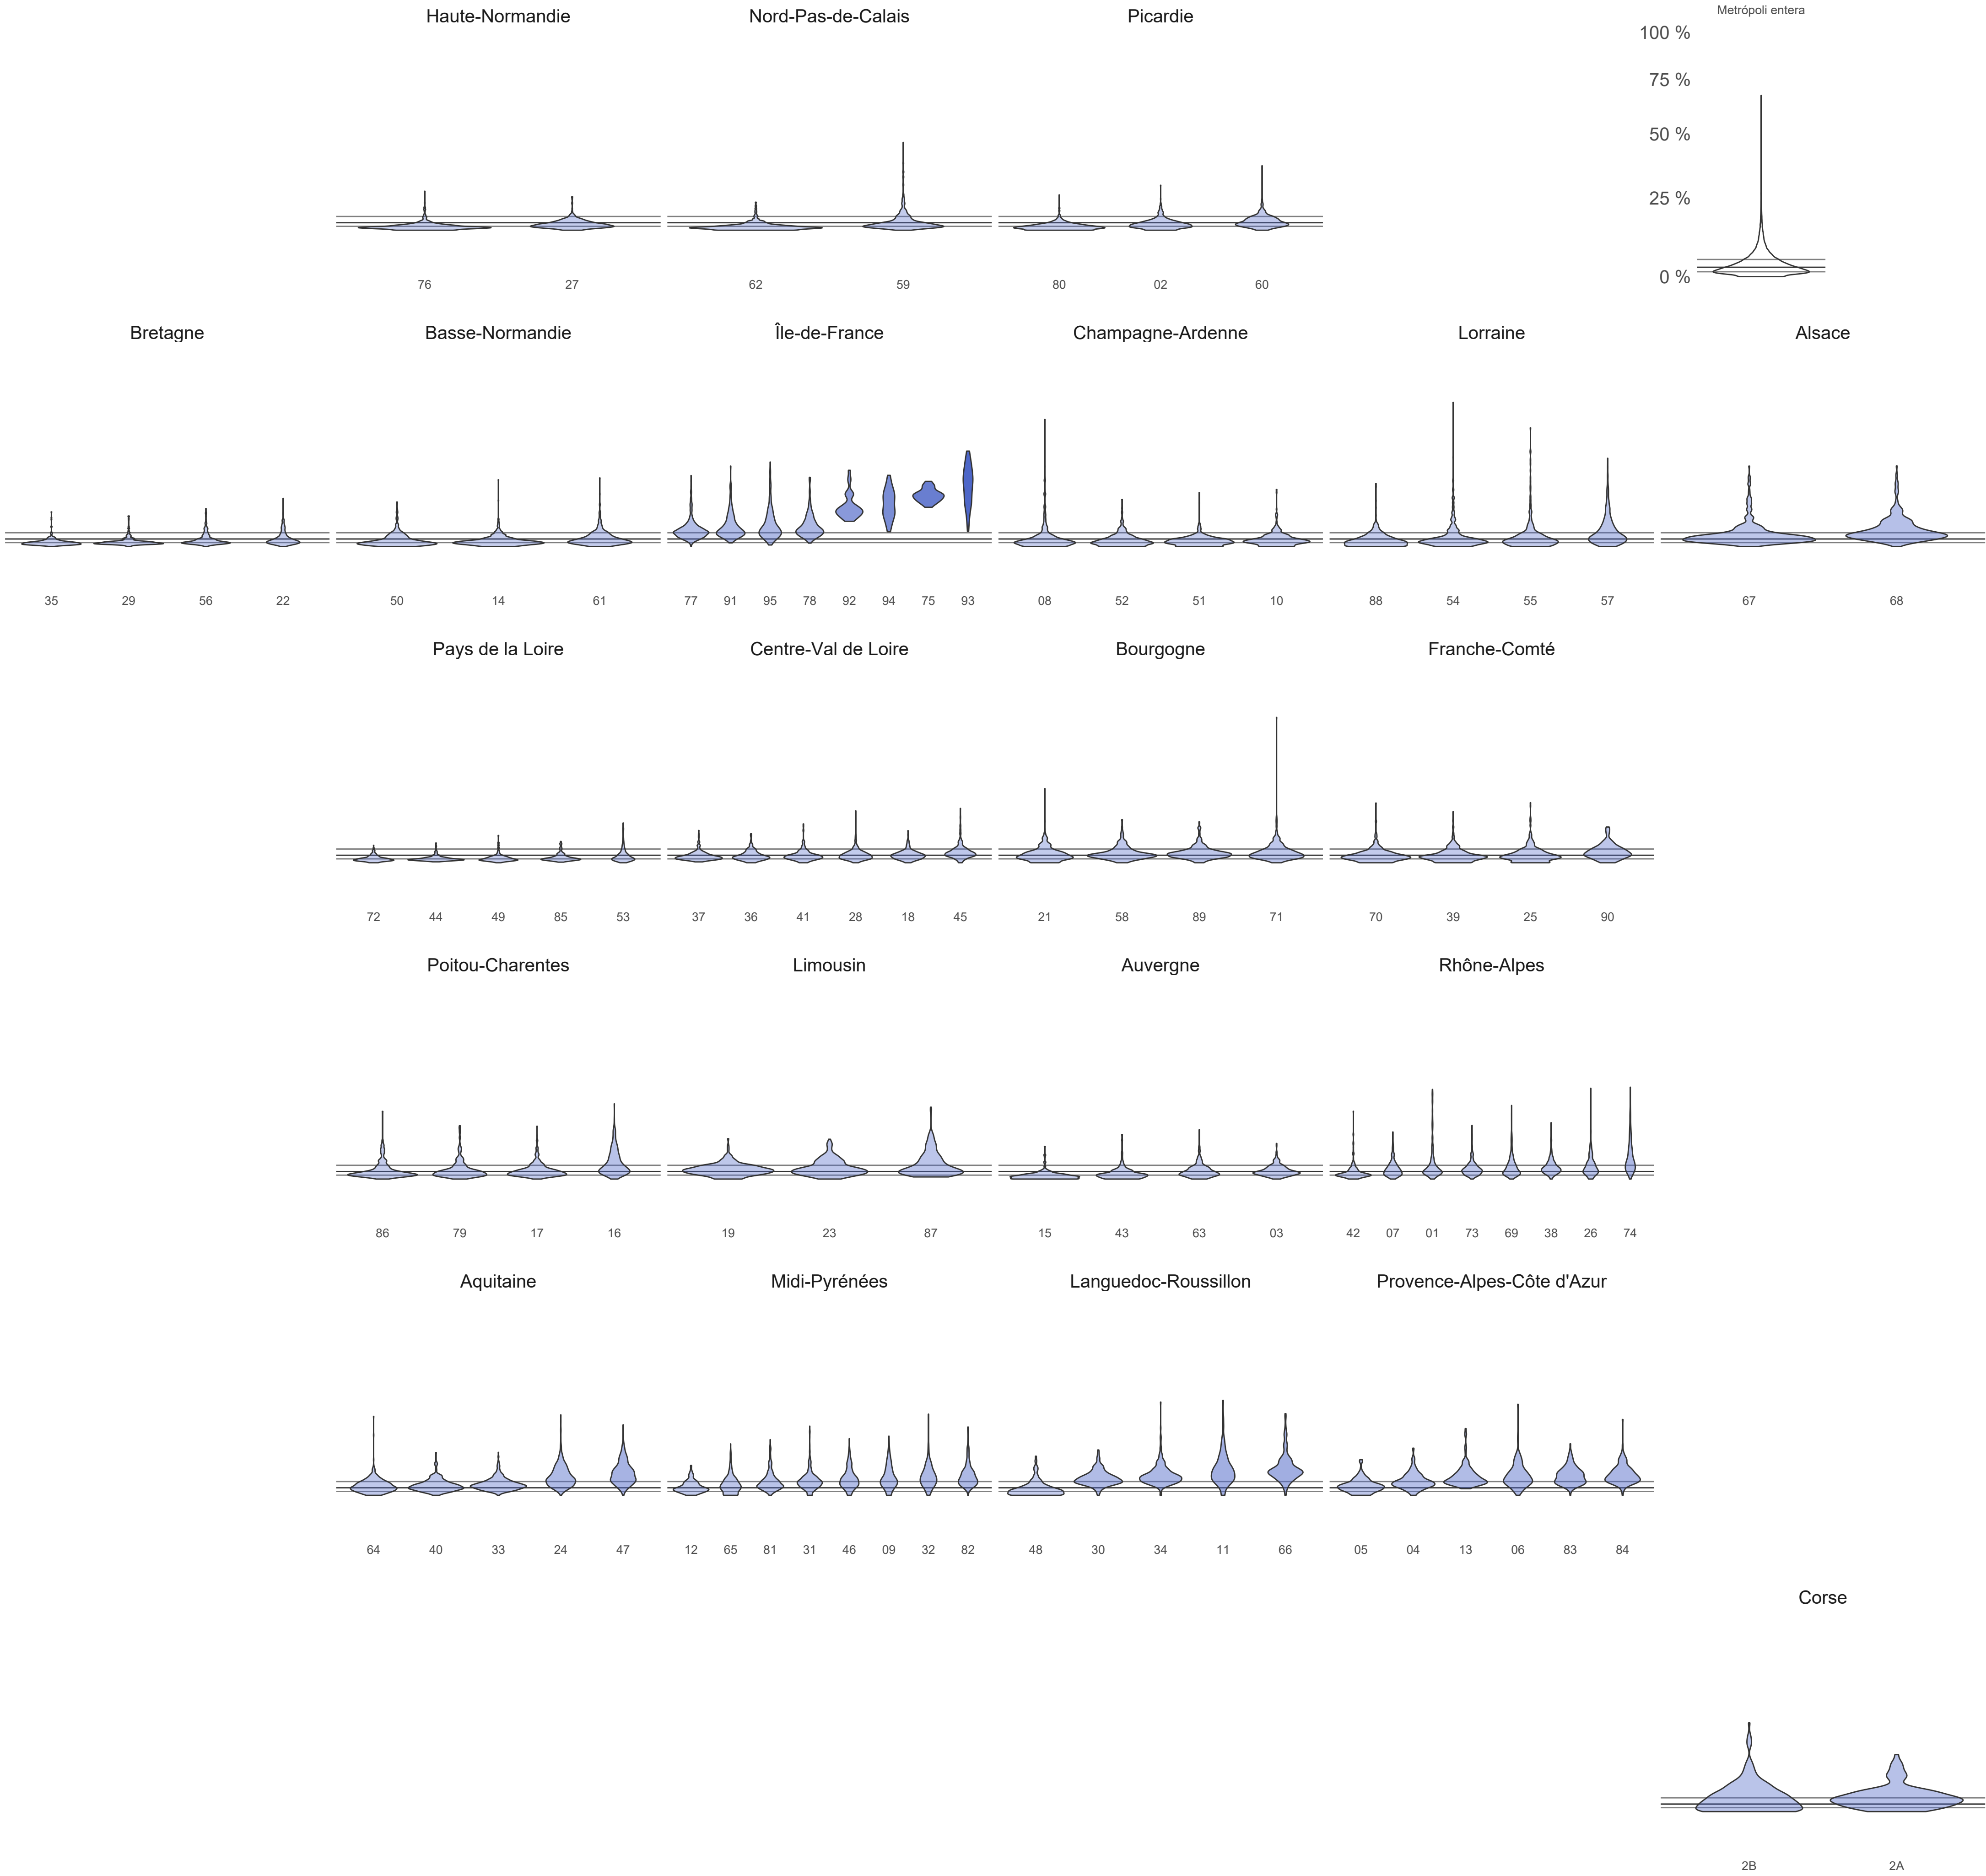 Haute-Normandie
Nord-Pas-de-Calais
Picardie
Metrópoli entera
100 %
75 %
50 %
25 %
0 %
76 27
62 59
80 02 60
Bretagne
Basse-Normandie
Île-de-France
Champagne-Ardenne
Lorraine
Alsace
35 29 56 22
50 14 61
77 91 95 78 92 94 75 93
08 52 51 10
88 54 55 57
67 68
Pays de la Loire
Centre-Val de Loire
Bourgogne
Franche-Comté
72 44 49 85 53
37 36 41 28 18 45
21 58 89 71
70 39 25 90
Poitou-Charentes
Limousin
Auvergne
Rhône-Alpes
86 79 17 16
19 23 87
15 43 63 03
42 07 01 73 69 38 26 74
Aquitaine
Midi-Pyrénées
Languedoc-Roussillon
Provence-Alpes-Côte d'Azur
64 40 33 24 47
12 65 81 31 46 09 32 82
48 30 34 11 66
05 04 13 06 83 84
Corse
2B 2A